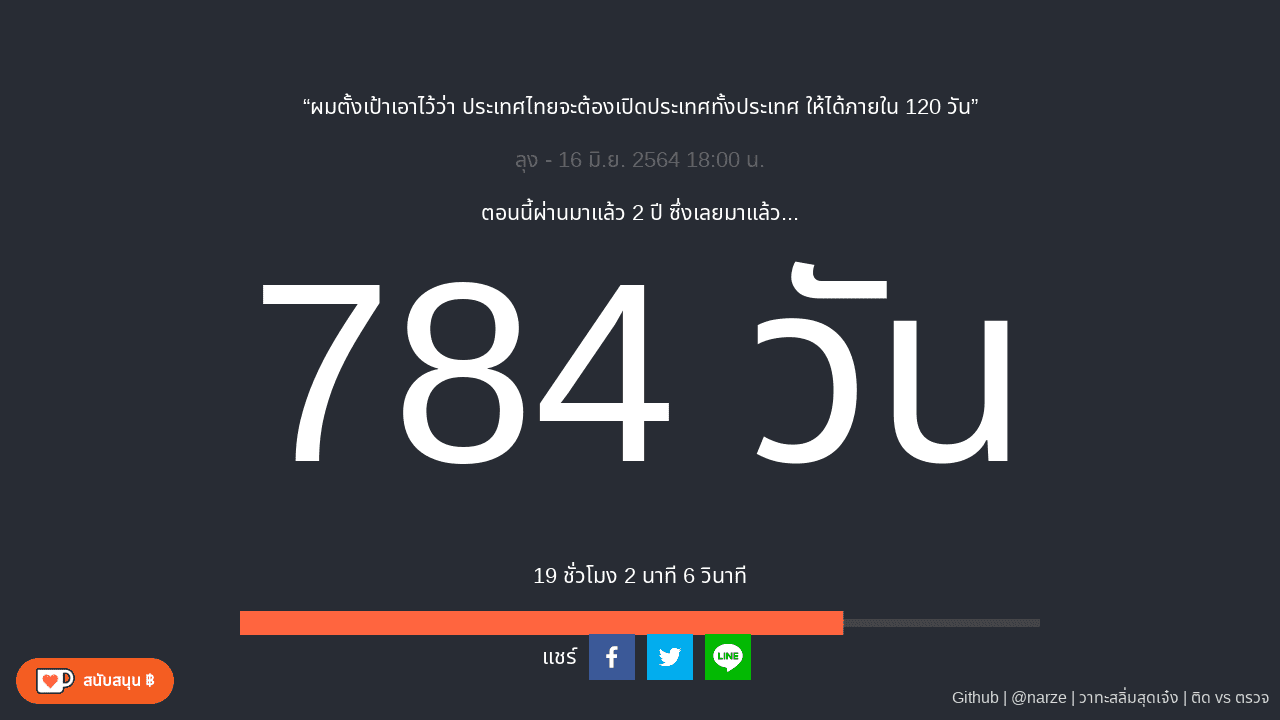 “ผมตั้งเป้าเอาไว้ว่า ประเทศไทยจะต้องเปิดประเทศทั้งประเทศ ให้ได้ภายใน 120 วัน”
ลุง - 16 มิ.ย. 2564 18:00 น.
ตอนนี้ผ่านมาแล้ว 2 ปี ซึ่งเลยมาแล้ว...
784 วัน
19 ชั่วโมง 2 นาที 6 วินาที
แชร์
LINE
สนับสนุน ฿
Github | @narze | วาทะสลิ่มสุดเจ๋ง | ติด vs ตรวจ